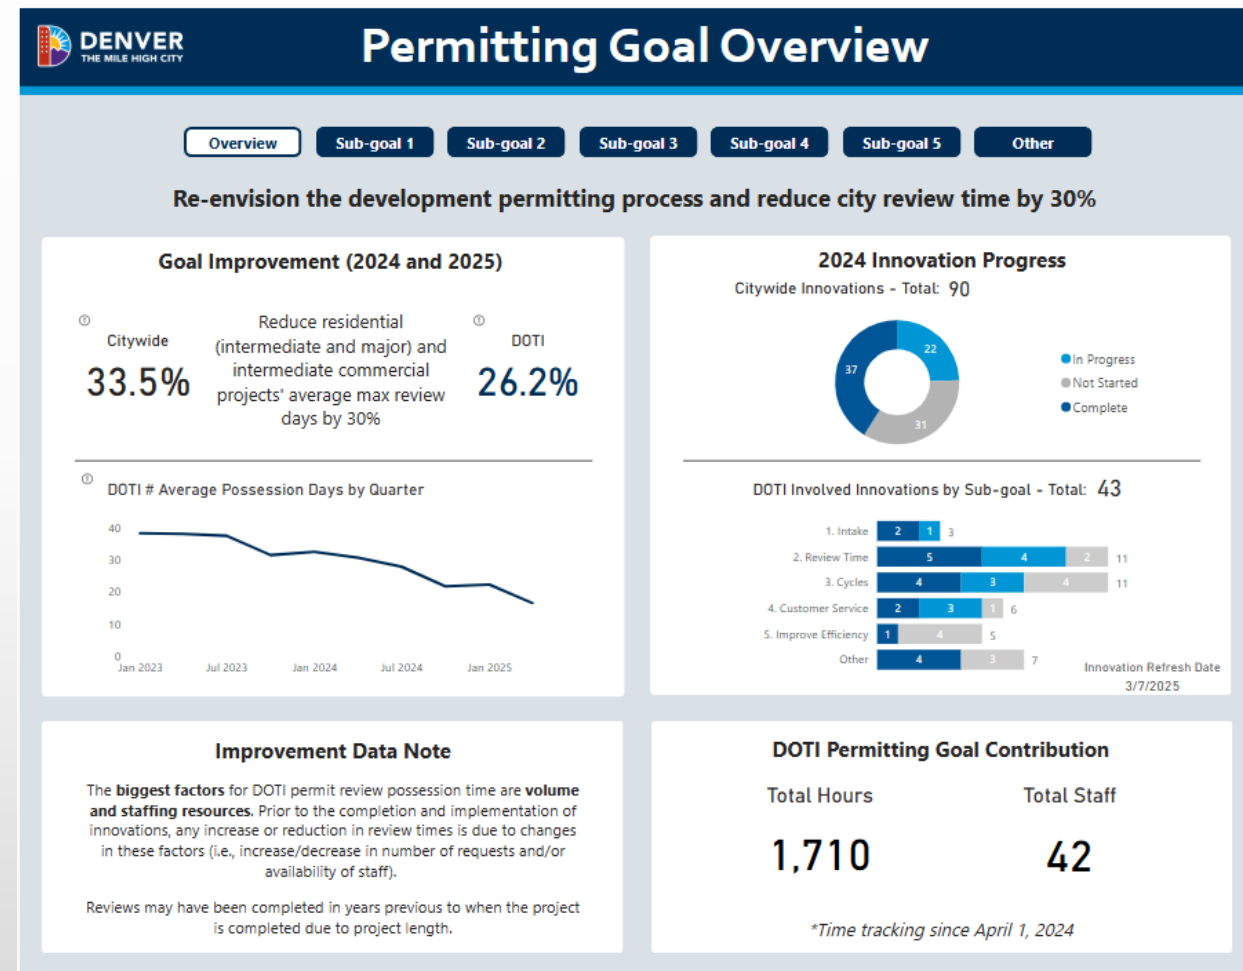 DENVER
THE MILE HIGH CITY
Permitting Goal Overview
Overview
Sub-goal 1
Sub-goal 2
Sub-goal 3
Sub-goal 4
Sub-goal 5
Other
Re-envision the development permitting process and reduce city review time by 30%
Goal Improvement (2024 and 2025)
Citywide
33.5%
Reduce residential
(intermediate and major) and
intermediate commercial
projects' average max review
days by 30%
DOTI
26.2%
DOTI # Average Possession Days by Quarter
40
30
20
10
0
Jan 2023
Jul 2023
Jan 2024
Jul 2024
Jan 2025
2024 Innovation Progress
Citywide Innovations - Total: 90
22
37
31
In Progress
Not Started
Complete
DOTI Involved Innovations by Sub-goal - Total: 43
1. Intake 2 1 3
2. Review Time 5 4 2 11
3. Cycles 4 3 4 11
4. Customer Service 2 3 1 6
5. Improve Efficiency 1 4 5
Other 4 3 7
Innovation Refresh Date
3/7/2025
Improvement Data Note
The biggest factors for DOTI permit review possession time are volume
and staffing resources. Prior to the completion and implementation of
innovations, any increase or reduction in review times is due to changes
in these factors (i.e., increase/decrease in number of requests and/or
availability of staff).
Reviews may have been completed in years previous to when the project
is completed due to project length.
DOTI Permitting Goal Contribution
Total Hours
Total Staff
1,710
42
*Time tracking since April 1, 2024